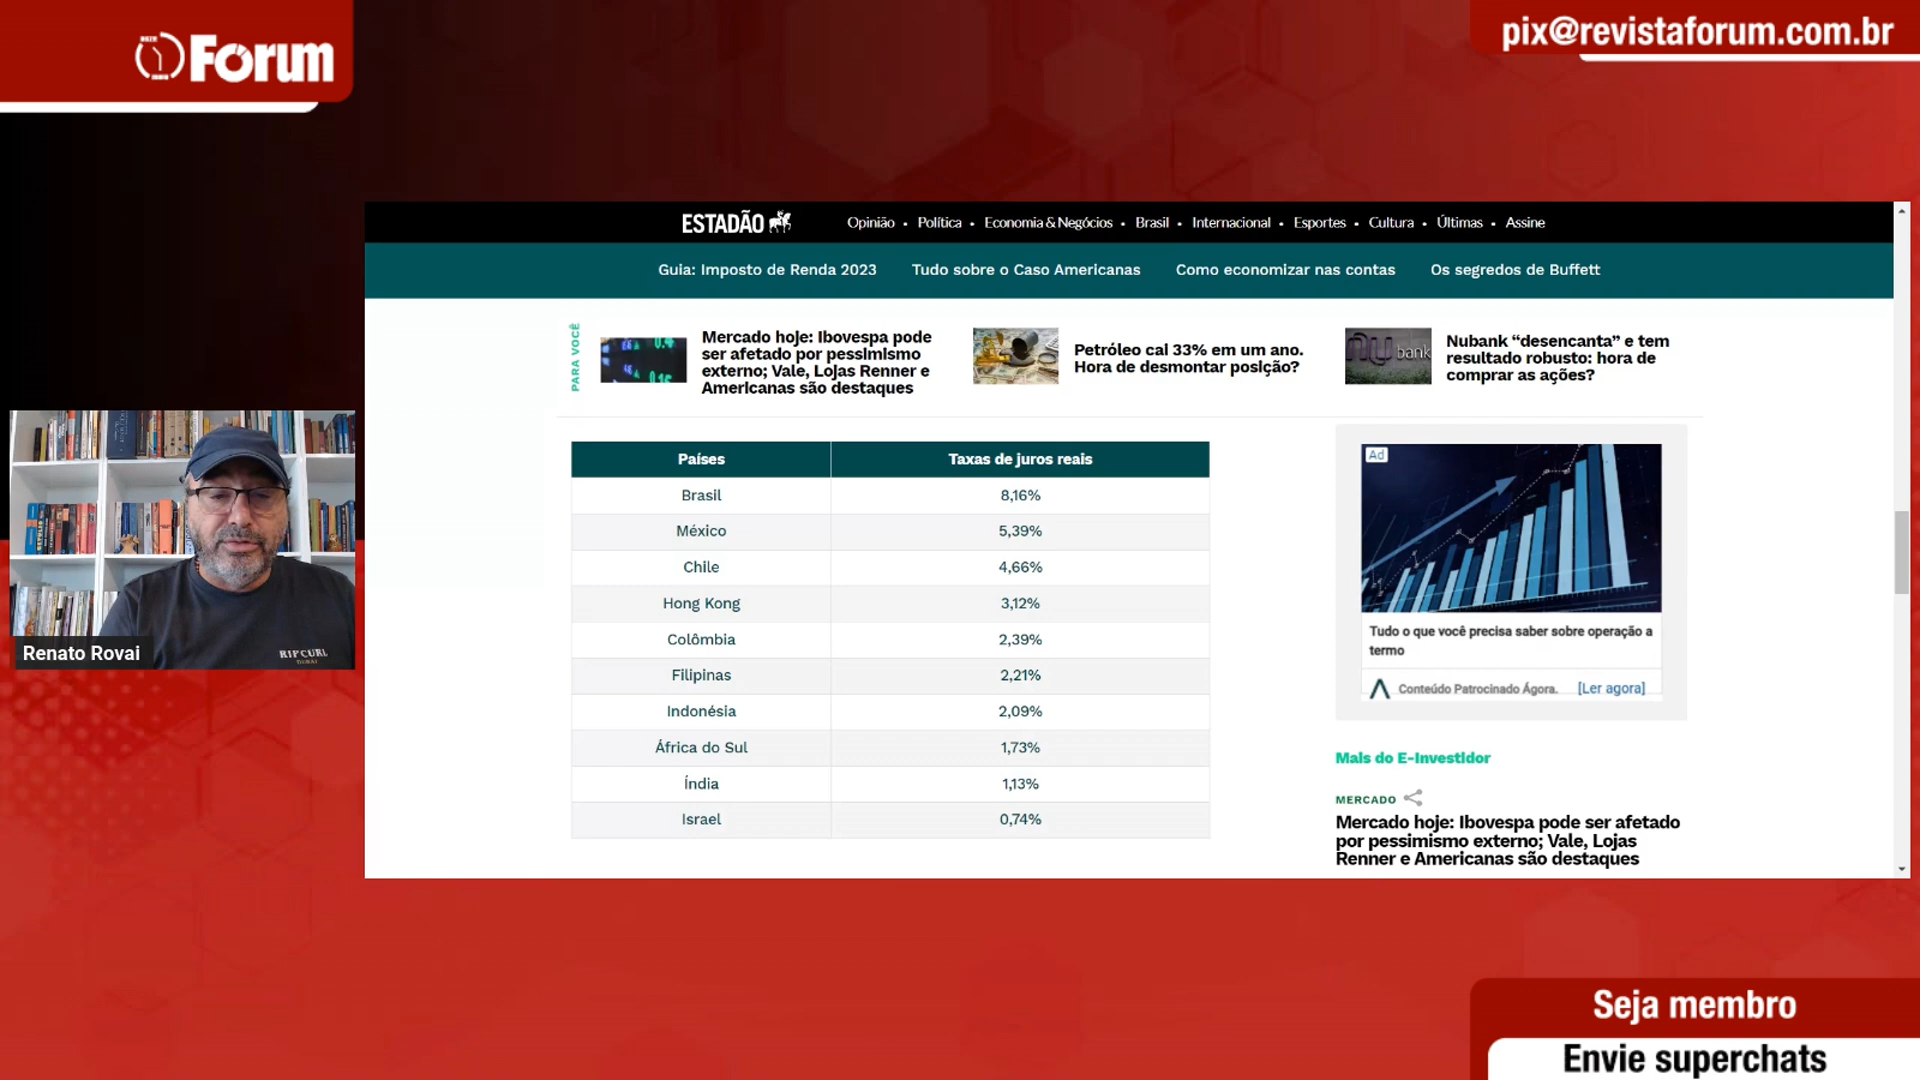 Forum
pix@revistaforum.com.br
ESTADÃO
Opinião • Política • Economia & Negócios • Brasil • Internacional • Esportes • Cultura • Últimas • Assine
Guia: Imposto de Renda 2023 Tudo sobre o Caso Americanas Como economizar nas contas Os segredos de Buffett
PARA VOCÊ
Mercado hoje: Ibovespa pode
ser afetado por pessimismo
externo; Vale, Lojas Renner e
Americanas são destaques
Petróleo cai 33% em um ano.
Hora de desmontar posição?
nu bank
Nubank “desencanta” e tem
resultado robusto: hora de
comprar as ações?
Países Taxas de juros reais
Brasil 8,16%
México 5,39%
Chile 4,66%
Hong Kong 3,12%
Colômbia 2,39%
Filipinas 2,21%
Indonésia 2,09%
África do Sul 1,73%
Índia 1,13%
Israel 0,74%
Ad
Tudo o que você precisa saber sobre operação a
termo
Conteúdo Patrocinado Ágora. [Ler agora]
Mais do E-Investidor
MERCADO
Mercado hoje: Ibovespa pode ser afetado
por pessimismo externo; Vale, Lojas
Renner e Americanas são destaques
RIP CURL
Renato Rovai
Seja membro
Envie superchats